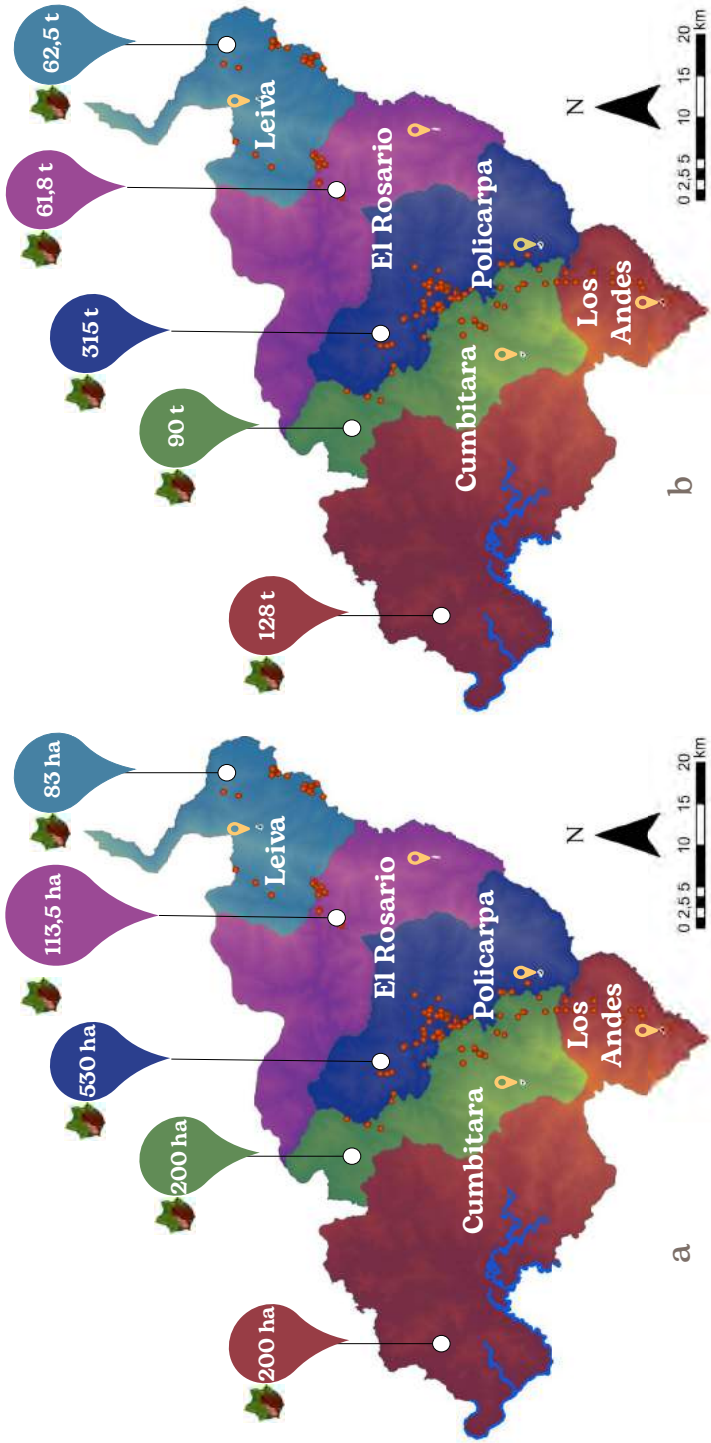 200 ha
200 ha
530 ha
113,5 ha
83 ha
Leiva
El Rosario
Policarpa
Cumbitara
Los
Andes
N
0 2,5 5 10 15 20
km
a
128 t
90 t
315 t
61,8 t
62,5 t
Leiva
El Rosario
Policarpa
Cumbitara
Los
Andes
N
0 2,5 5 10 15 20
km
b